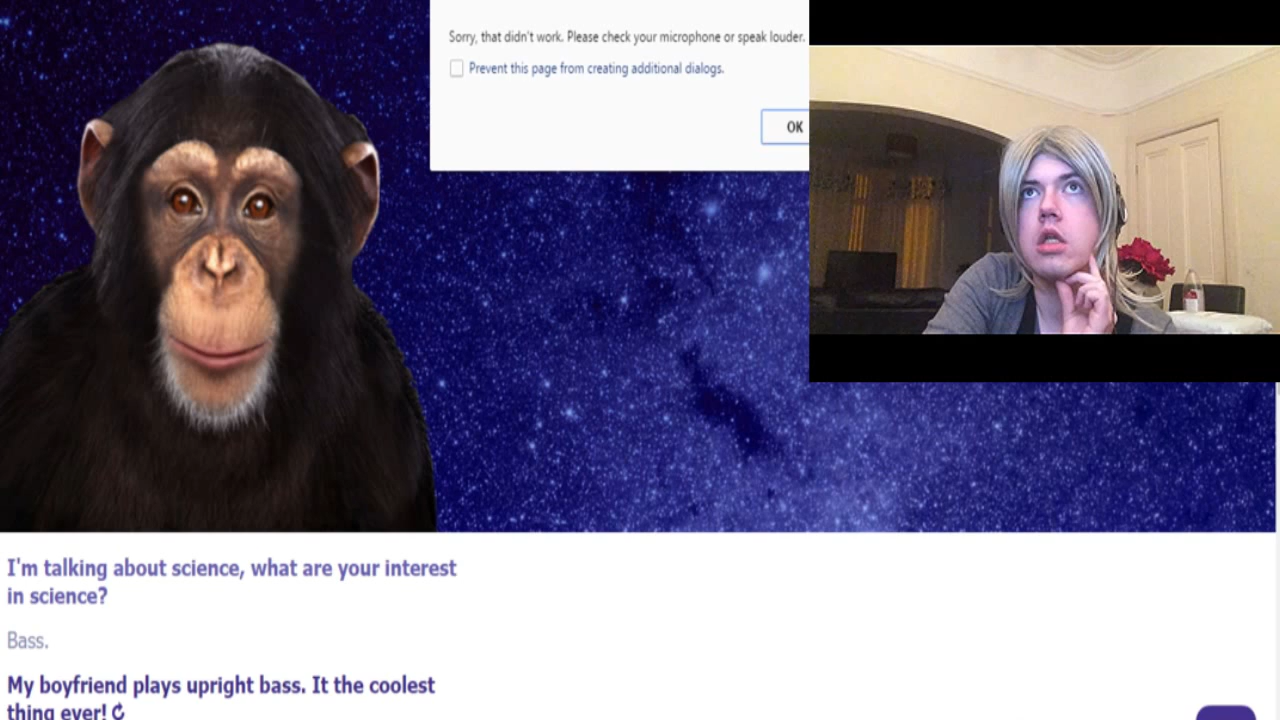 Sorry, that didn't work. Please check your microphone or speak louder.
Prevent this page from creating additional dialogs.
OK
I'm talking about science, what are your interest
in science?
Bass.
My boyfriend plays upright bass. It the coolest
thing ever!